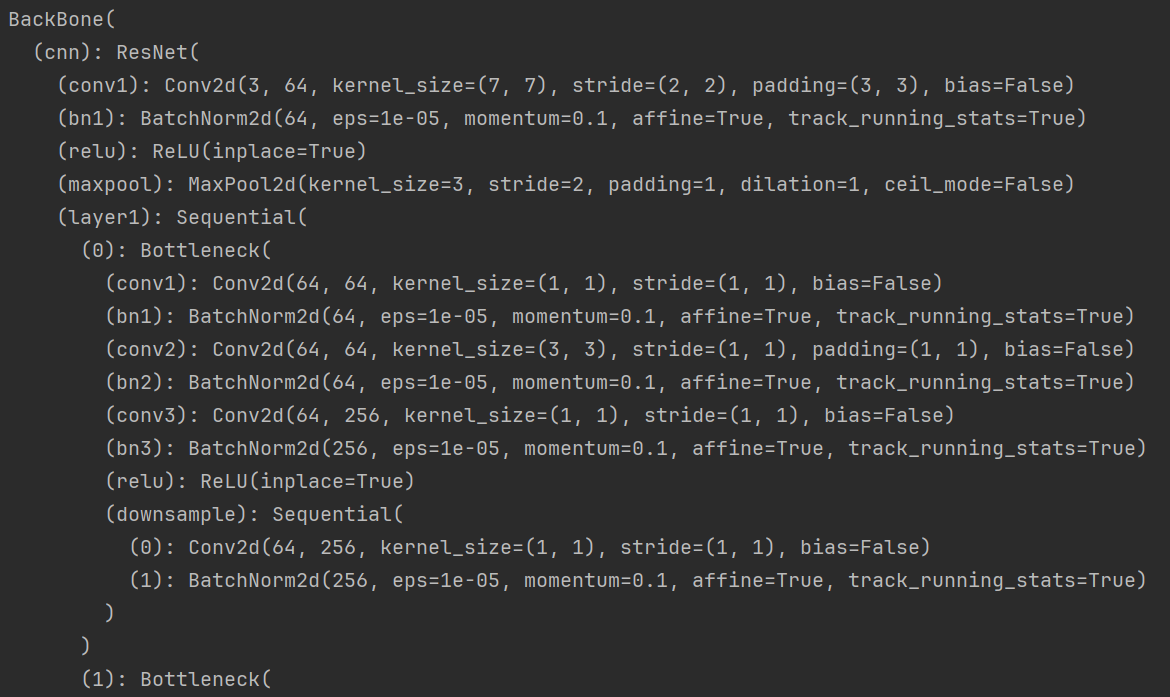 BackBone(
  (cnn): ResNet(
    (conv1): Conv2d(3, 64, kernel_size=(7, 7), stride=(2, 2), padding=(3, 3), bias=False)
    (bn1): BatchNorm2d(64, eps=1e-05, momentum=0.1, affine=True, track_running_stats=True)
    (relu): ReLU(inplace=True)
    (maxpool): MaxPool2d(kernel_size=3, stride=2, padding=1, dilation=1, ceil_mode=False)
    (layer1): Sequential(
      (0): Bottleneck(
        (conv1): Conv2d(64, 64, kernel_size=(1, 1), stride=(1, 1), bias=False)
        (bn1): BatchNorm2d(64, eps=1e-05, momentum=0.1, affine=True, track_running_stats=True)
        (conv2): Conv2d(64, 64, kernel_size=(3, 3), stride=(1, 1), padding=(1, 1), bias=False)
        (bn2): BatchNorm2d(64, eps=1e-05, momentum=0.1, affine=True, track_running_stats=True)
        (conv3): Conv2d(64, 256, kernel_size=(1, 1), stride=(1, 1), bias=False)
        (bn3): BatchNorm2d(256, eps=1e-05, momentum=0.1, affine=True, track_running_stats=True)
        (relu): ReLU(inplace=True)
        (downsample): Sequential(
          (0): Conv2d(64, 256, kernel_size=(1, 1), stride=(1, 1), bias=False)
          (1): BatchNorm2d(256, eps=1e-05, momentum=0.1, affine=True, track_running_stats=True)
        )
      )
      (1): Bottleneck(